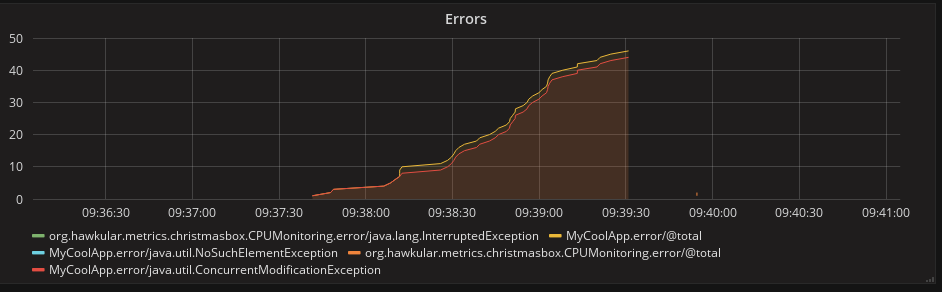 Errors
50
40
30
20
10
0
09:36:30 09:37:00 09:37:30 09:38:00 09:38:30 09:39:00 09:39:30 09:40:00 09:40:30 09:41:00
org.hawkular.metrics.christmasbox.CPUMonitoring.error/java.lang.InterruptedException MyCoolApp.error/@total
MyCoolApp.error/java.util.NoSuchElementException org.hawkular.metrics.christmasbox.CPUMonitoring.error/@total
MyCoolApp.error/java.util.ConcurrentModificationException